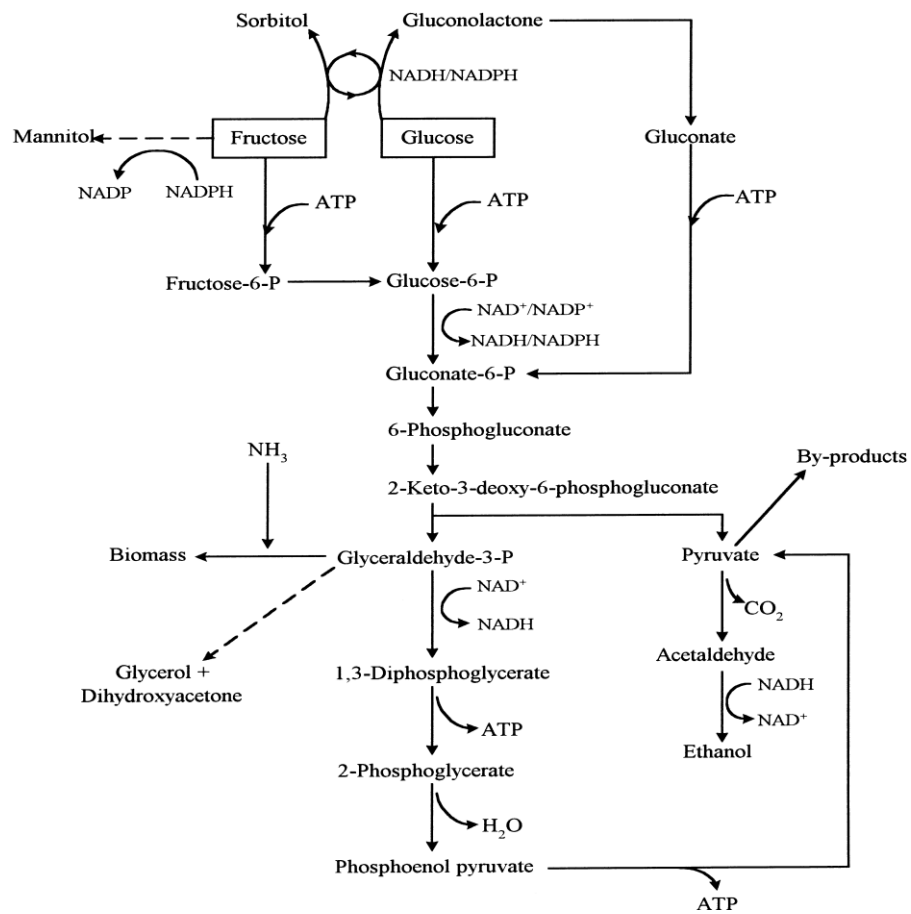 Sorbitol
Gluconolactone
NADH/NADPH
Mannitol
Fructose
Glucose
Gluconate
NADP
NADPH
ATP
ATP
ATP
Fructose-6-P
Glucose-6-P
NAD⁺/NADP⁺
NADH/NADPH
Gluconate-6-P
6-Phosphogluconate
NH₃
By-products
2-Keto-3-deoxy-6-phosphogluconate
Biomass
Glyceraldehyde-3-P
Pyruvate
NAD⁺
CO₂
NADH
Acetaldehyde
Glycerol +
Dihydroxyacetone
1,3-Diphosphoglycerate
NADH
NAD⁺
ATP
Ethanol
2-Phosphoglycerate
H₂O
Phosphoenol pyruvate
ATP